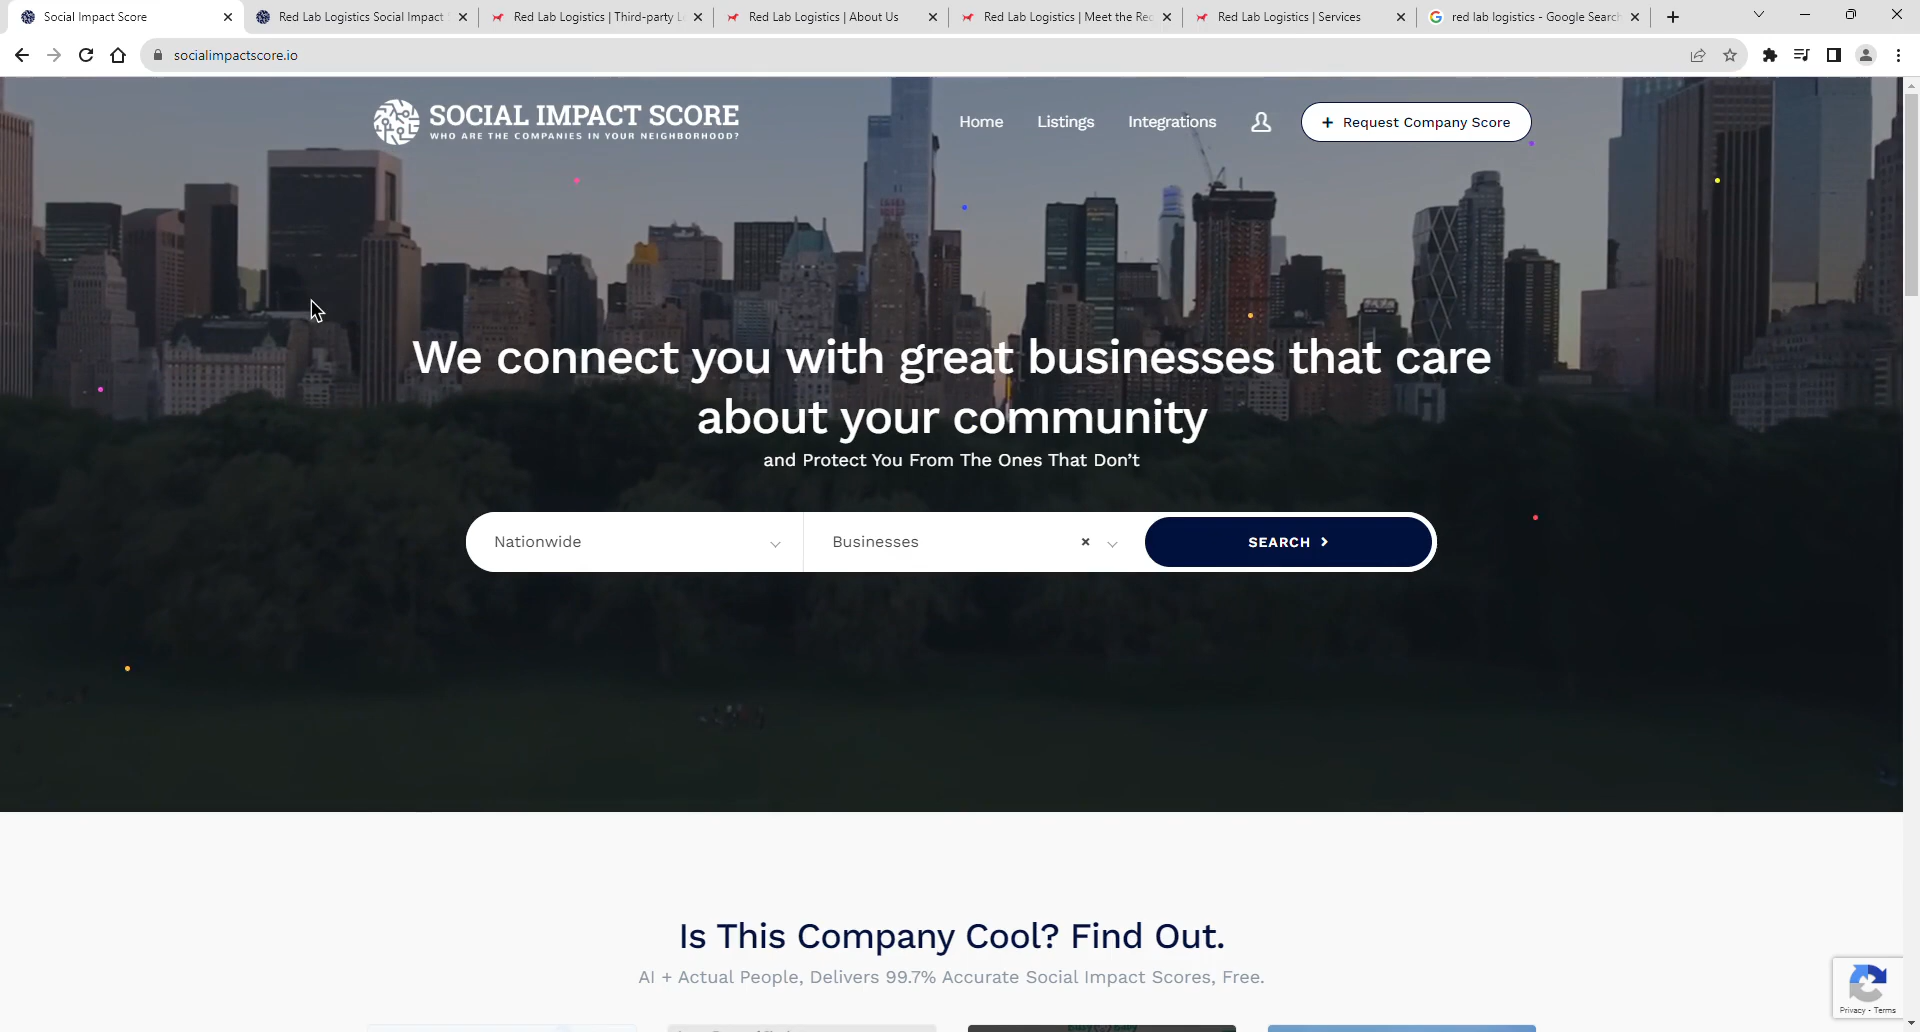 Social Impact Score
Red Lab Logistics Social Impact
Red Lab Logistics | Third-party L
Red Lab Logistics | About Us
Red Lab Logistics | Meet the Rec
Red Lab Logistics | Services
red lab logistics - Google Search
socialimpactscore.io
SOCIAL IMPACT SCORE
WHO ARE THE COMPANIES IN YOUR NEIGHBORHOOD?
Home
Listings
Integrations
+ Request Company Score
We connect you with great businesses that care
about your community
and Protect You From The Ones That Don't
Nationwide
Businesses
SEARCH
Is This Company Cool? Find Out.
AI + Actual People, Delivers 99.7% Accurate Social Impact Scores, Free.
Privacy - Terms